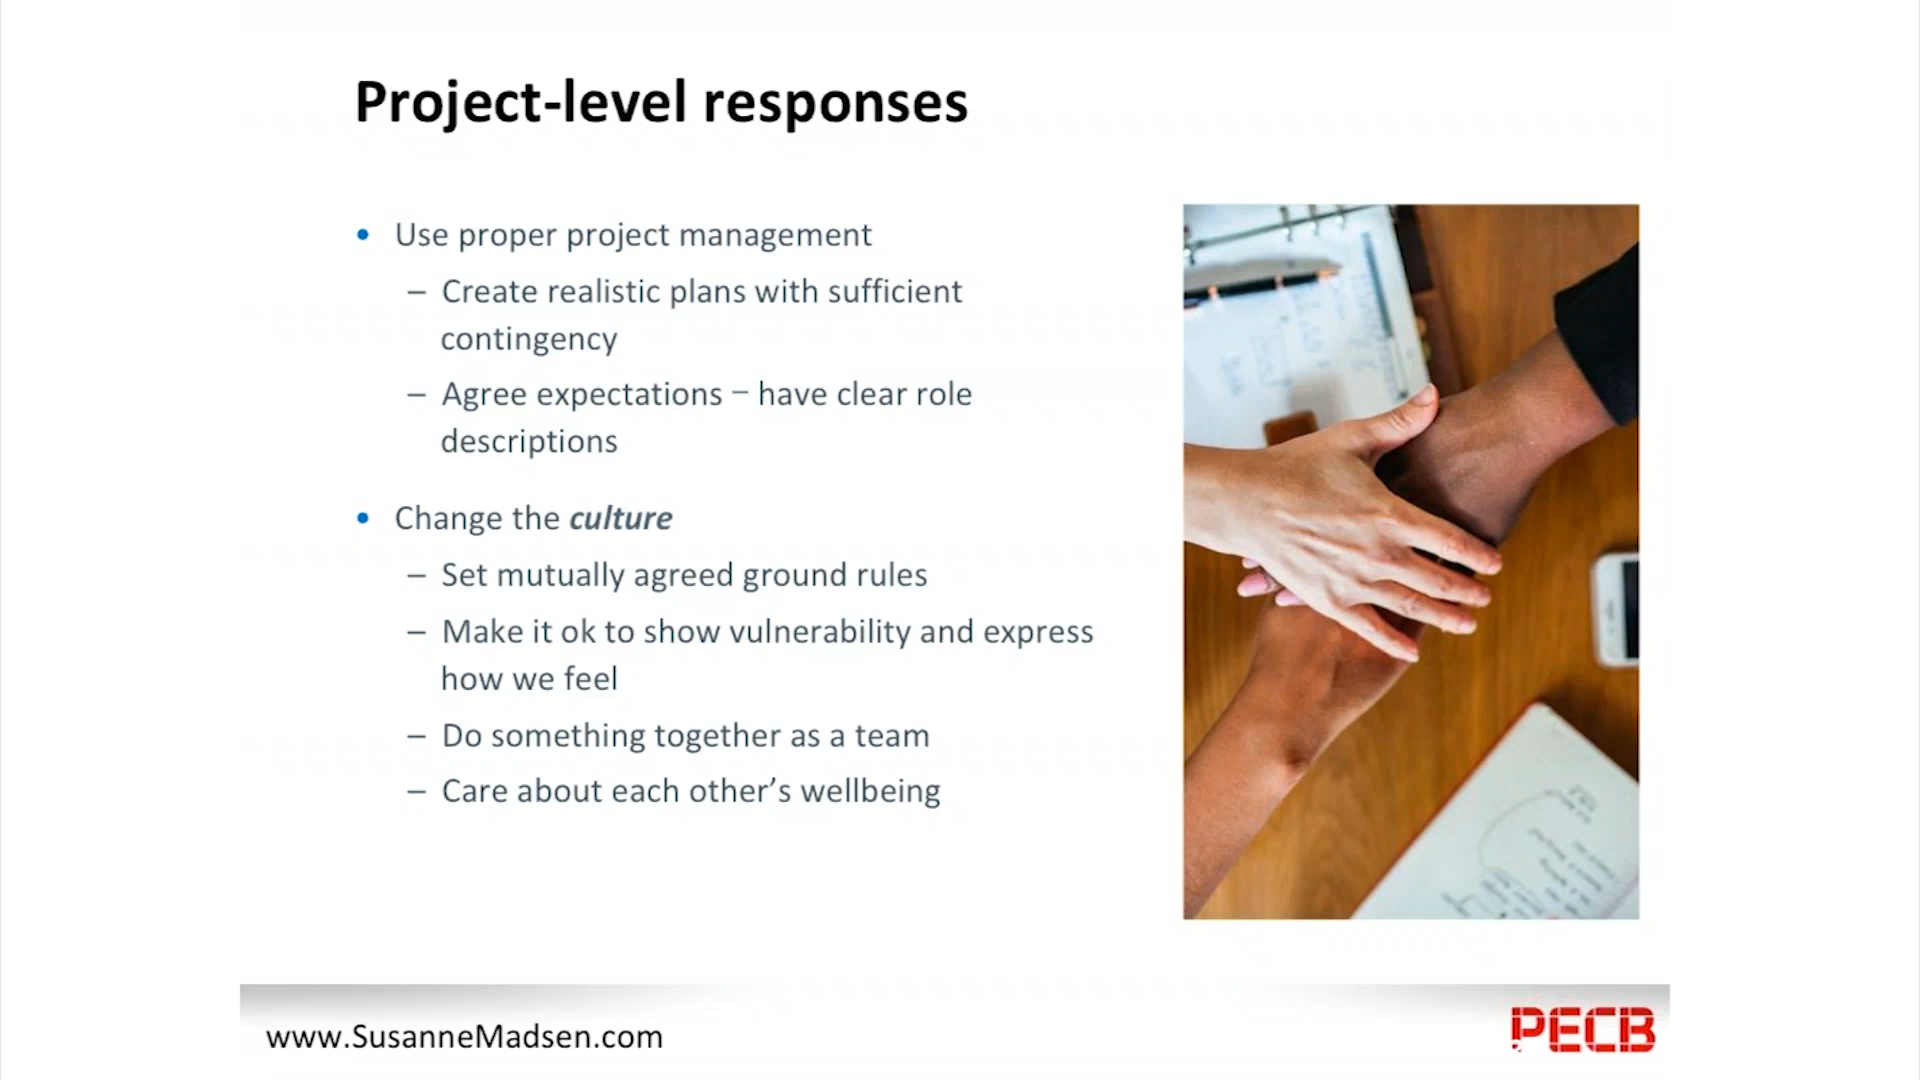 Project-level responses
• Use proper project management
– Create realistic plans with sufficient
contingency
– Agree expectations – have clear role
descriptions
• Change the culture
– Set mutually agreed ground rules
– Make it ok to show vulnerability and express
how we feel
– Do something together as a team
– Care about each other’s wellbeing
www.SusanneMadsen.com
PECB